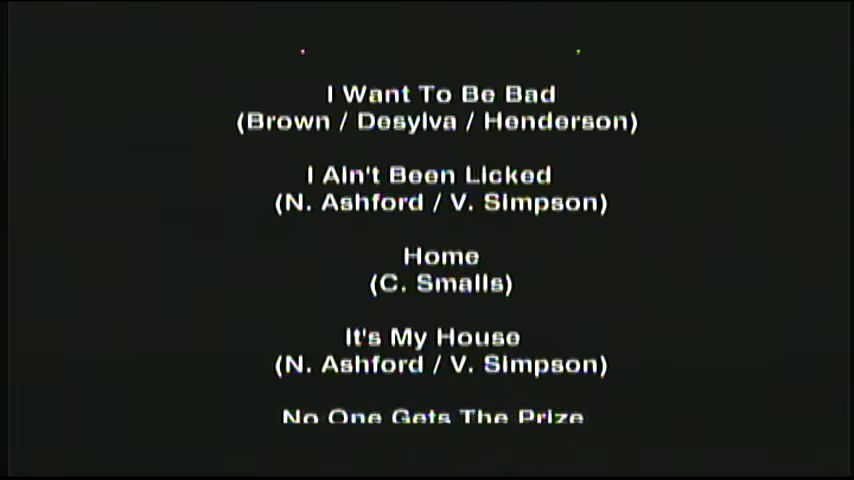 I Want To Be Bad
(Brown / Desylva / Henderson)
I Ain't Been Licked
(N. Ashford / V. Simpson)
Home
(C. Smalls)
It's My House
(N. Ashford / V. Simpson)
No One Gets The Prize